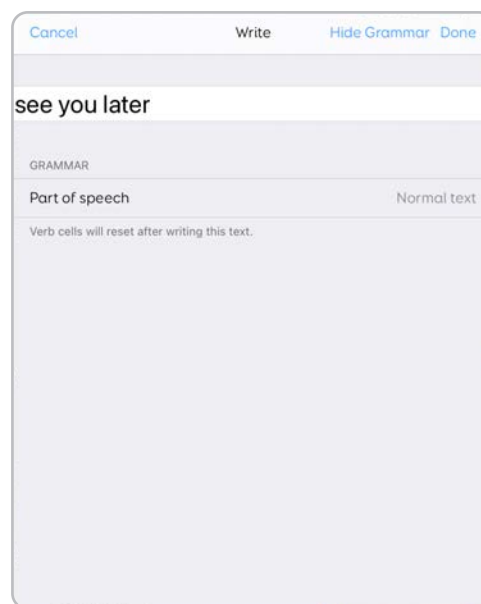 Cancel Write Hide Grammar Done
see you later
GRAMMAR
Part of speech Normal text
Verb cells will reset after writing this text.